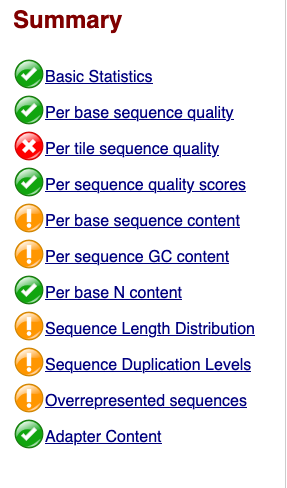 Summary
Basic Statistics
Per base sequence quality
Per tile sequence quality
Per sequence quality scores
Per base sequence content
Per sequence GC content
Per base N content
Sequence Length Distribution
Sequence Duplication Levels
Overrepresented sequences
Adapter Content